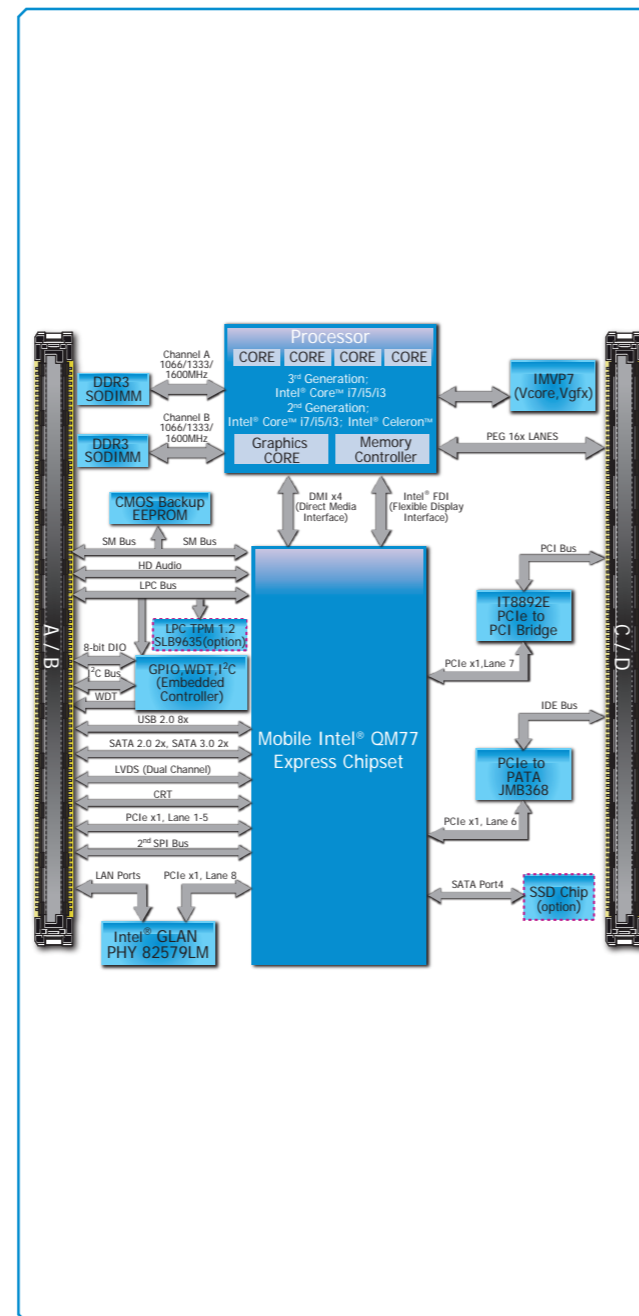 Processor
CORE CORE CORE CORE
3rd Generation;
Intel® Core™ i7/i5/i3
2nd Generation;
Intel® Core™ i7/i5/i3; Intel® Celeron™
Graphics
CORE
Memory
Controller
Channel A
1066/1333/
1600MHz
DDR3
SODIMM
Channel B
1066/1333/
1600MHz
DDR3
SODIMM
IMVP7
(Vcore,Vgfx)
PEG 16x LANES
DMI x4
(Direct Media
Interface)
Intel® FDI
(Flexible Display
Interface)
CMOS Backup
EEPROM
SM Bus
SM Bus
HD Audio
LPC Bus
LPC TPM 1.2
SLB9635(option)
8-bit DIO
I²C Bus
WDT
GPIO,WDT,I²C
(Embedded
Controller)
USB 2.0 8x
SATA 2.0 2x, SATA 3.0 2x
LVDS (Dual Channel)
CRT
PCIe x1, Lane 1-5
2nd SPI Bus
LAN Ports
PCIe x1, Lane 8
Intel® GLAN
PHY 82579LM
A / B
Mobile Intel® QM77
Express Chipset
PCI Bus
IT8892E
PCIe to
PCI Bridge
PCIe x1,Lane 7
IDE Bus
PCIe to
PATA
JMB368
PCIe x1, Lane 6
SATA Port4
SSD Chip
(option)
C / D